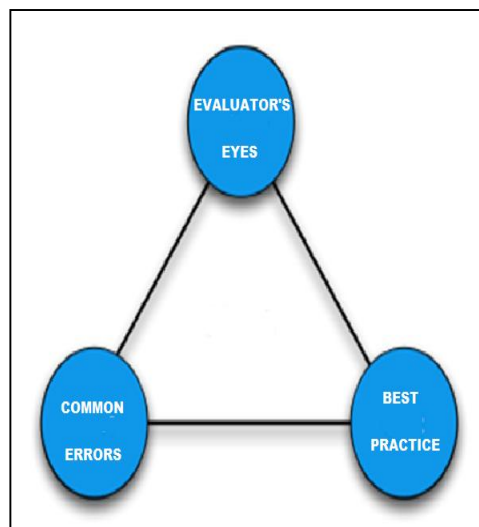 EVALUATOR'S
EYES
COMMON
ERRORS
BEST
PRACTICE